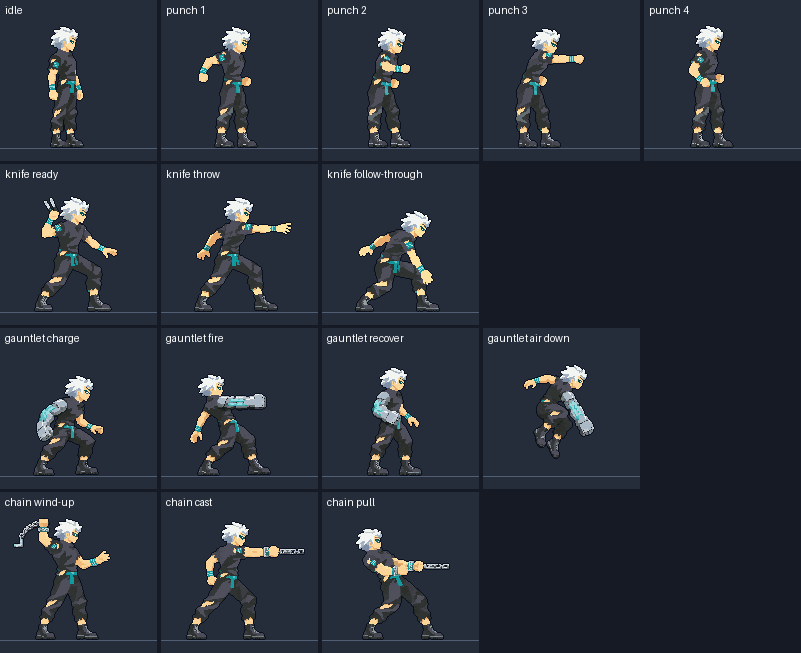 idle
punch 1
punch 2
punch 3
punch 4
knife ready
knife throw
knife follow-through
gauntlet charge
gauntlet fire
gauntlet recover
gauntlet air down
chain wind-up
chain cast
chain pull